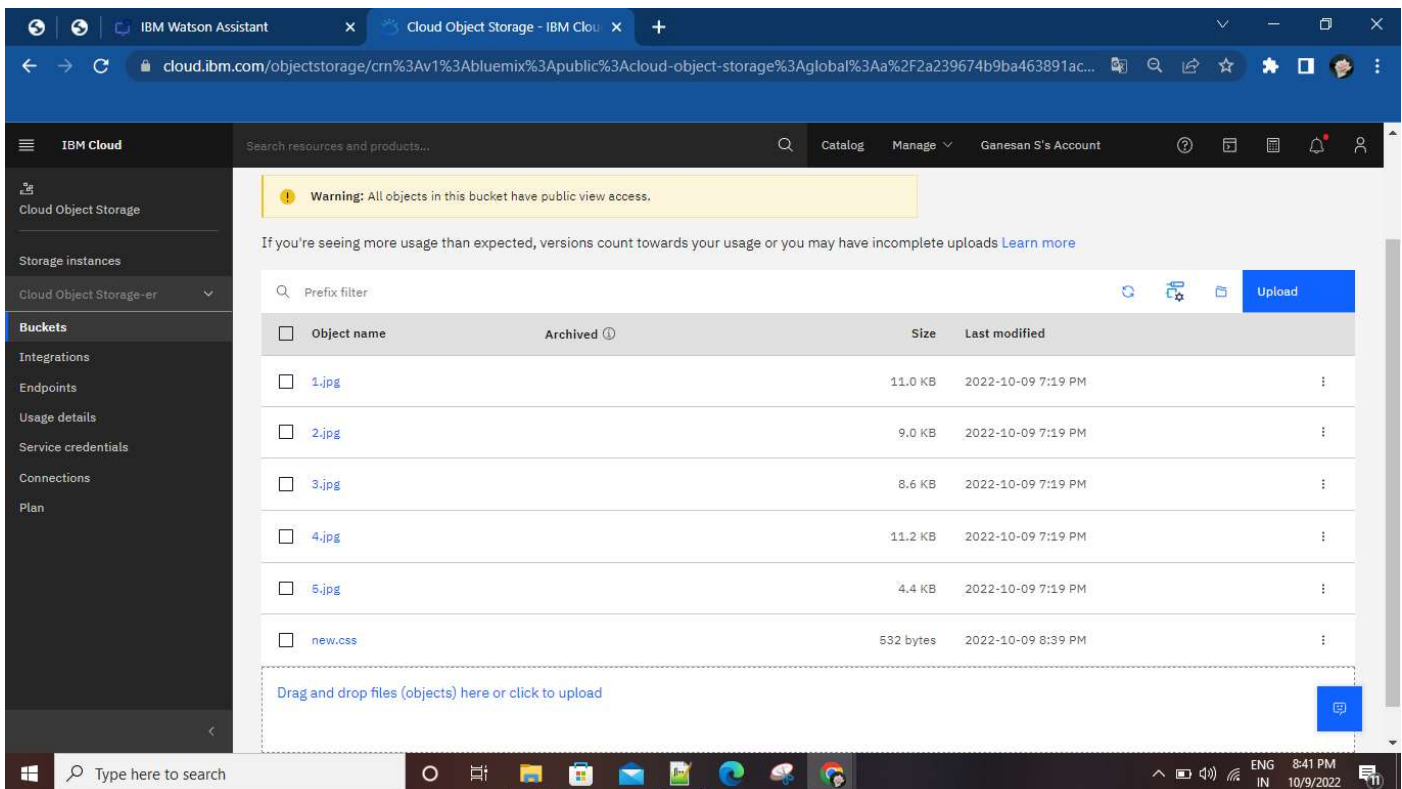 IBM Watson Assistant
Cloud Object Storage - IBM Clou
cloud.ibm.com/objectstorage/crn%3Av1%3Abluemix%3Apublic%3Acloud-object-storage%3Aglobal%3Aa%2F2a239674b9ba463891ac...
IBM Cloud
Search resources and products...
Catalog
Manage
Ganesan S's Account
Cloud Object Storage
Storage instances
Cloud Object Storage-er
Buckets
Integrations
Endpoints
Usage details
Service credentials
Connections
Plan
Warning: All objects in this bucket have public view access.
If you're seeing more usage than expected, versions count towards your usage or you may have incomplete uploads Learn more
Prefix filter
Upload
Object name Archived Size Last modified
1.jpg 11.0 KB 2022-10-09 7:19 PM
2.jpg 9.0 KB 2022-10-09 7:19 PM
3.jpg 8.6 KB 2022-10-09 7:19 PM
4.jpg 11.2 KB 2022-10-09 7:19 PM
5.jpg 4.4 KB 2022-10-09 7:19 PM
new.css 532 bytes 2022-10-09 8:39 PM
Drag and drop files (objects) here or click to upload
Type here to search
ENG
IN
8:41 PM
10/9/2022
11